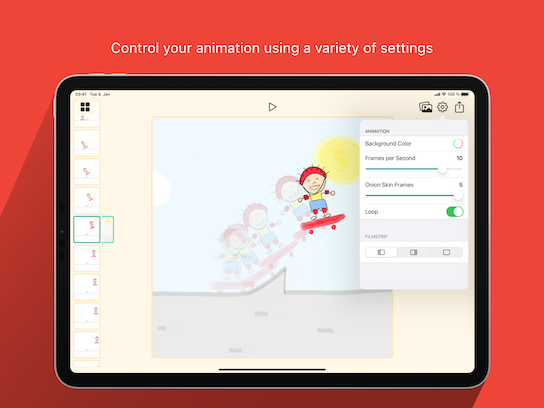 Control your animation using a variety of settings
09:41 Tue 9. Jan
100 %
ANIMATION
Background Color
Frames per Second 10
Onion Skin Frames 5
Loop
FILMSTRIP